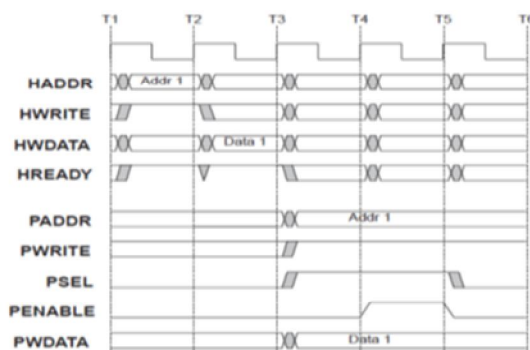 T1 T2 T3 T4 T5 T6
HADDR Addr 1
HWRITE
HWDATA Data 1
HREADY
PADDR Addr 1
PWRITE
PSEL
PENABLE
PWDATA Data 1